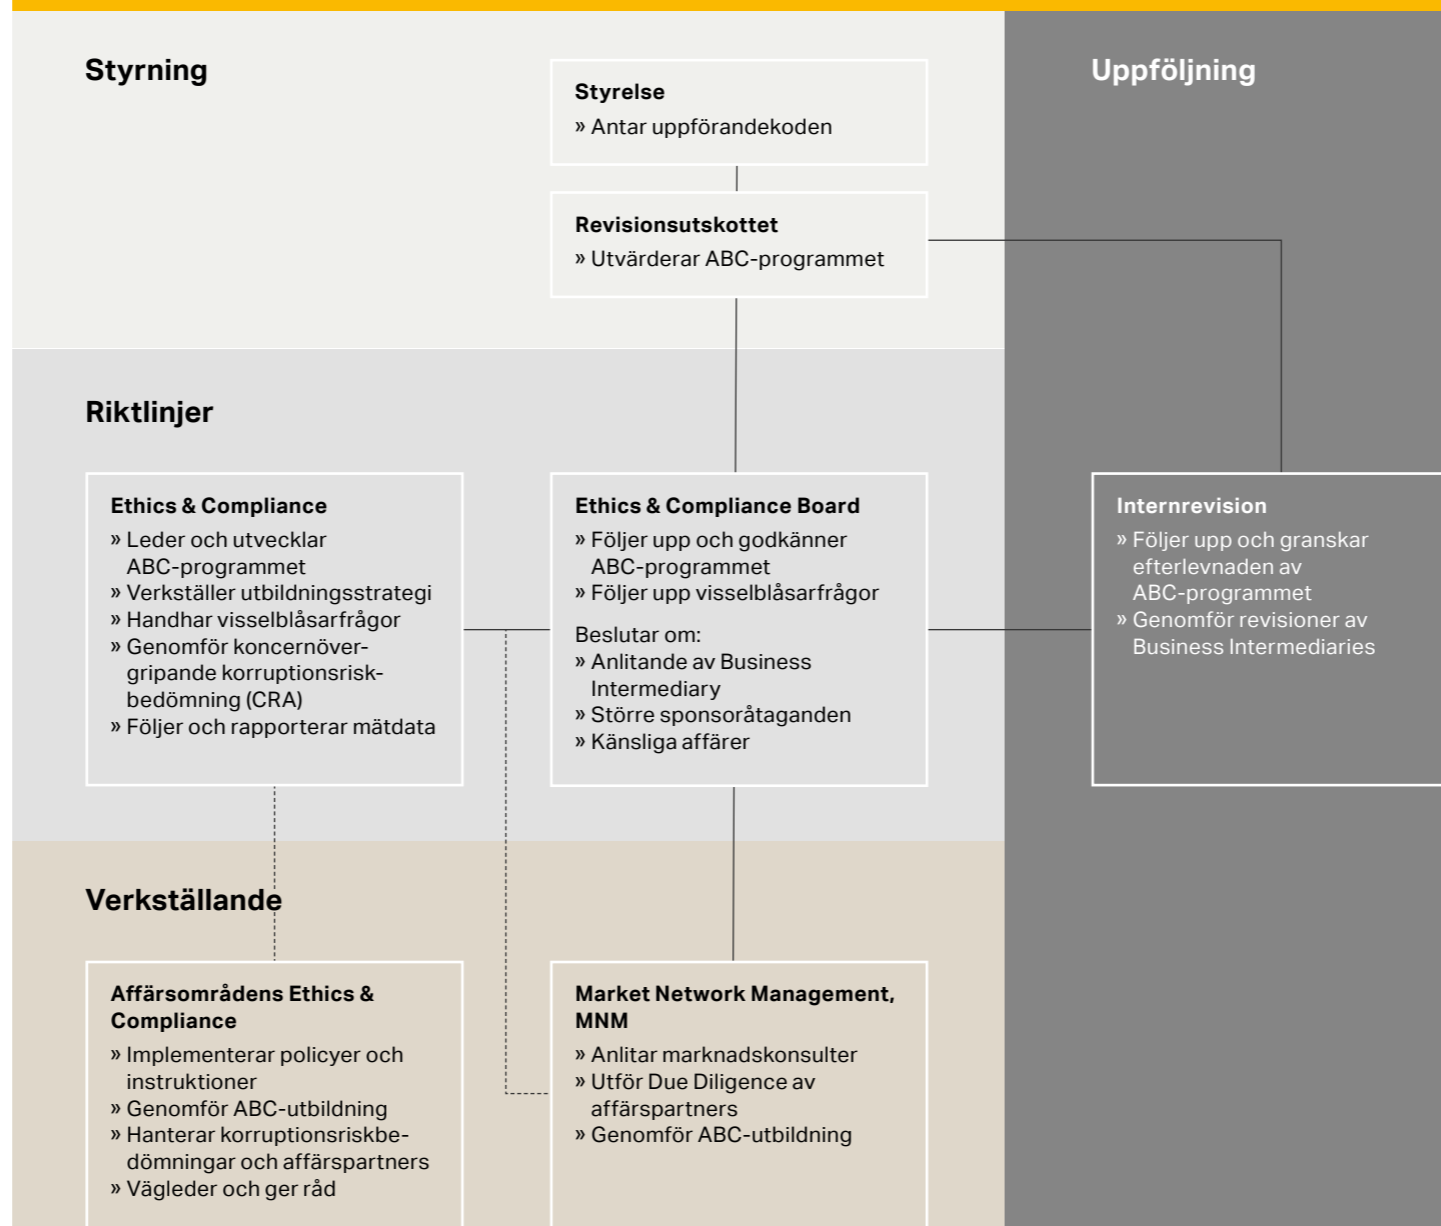 Styrning
Styrelse
» Antar uppförandekoden
Revisionsutskottet
» Utvärderar ABC-programmet
Uppföljning
Riktlinjer
Ethics & Compliance
» Leder och utvecklar
ABC-programmet
» Verkställer utbildningsstrategi
» Handhar visselblåsarfrågor
» Genomför koncernöver-
gripande korruptionsrisk-
bedömning (CRA)
» Följer och rapporterar mätdata
Ethics & Compliance Board
» Följer upp och godkänner
ABC-programmet
» Följer upp visselblåsarfrågor
Beslutar om:
» Anlitande av Business
Intermediary
» Större sponsoråtaganden
» Känsliga affärer
Internrevision
» Följer upp och granskar
efterlevnaden av
ABC-programmet
» Genomför revisioner av
Business Intermediaries
Verkställande
Affärsområdens Ethics &
Compliance
» Implementerar policyer och
instruktioner
» Genomför ABC-utbildning
» Hanterar korruptionsriskbe-
dömningar och affärspartners
» Vägleder och ger råd
Market Network Management,
MNM
» Anlitar marknadskonsulter
» Utför Due Diligence av
affärspartners
» Genomför ABC-utbildning